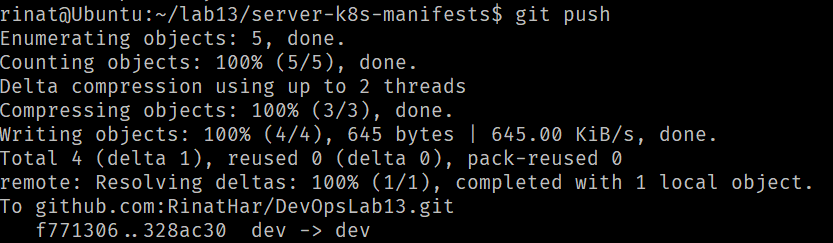 rinat@Ubuntu:~/lab13/server-k8s-manifests$ git push
Enumerating objects: 5, done.
Counting objects: 100% (5/5), done.
Delta compression using up to 2 threads
Compressing objects: 100% (3/3), done.
Writing objects: 100% (4/4), 645 bytes | 645.00 KiB/s, done.
Total 4 (delta 1), reused 0 (delta 0), pack-reused 0
remote: Resolving deltas: 100% (1/1), completed with 1 local object.
To github.com:RinatHar/DevOpsLab13.git
   f771306..328ac30  dev -> dev